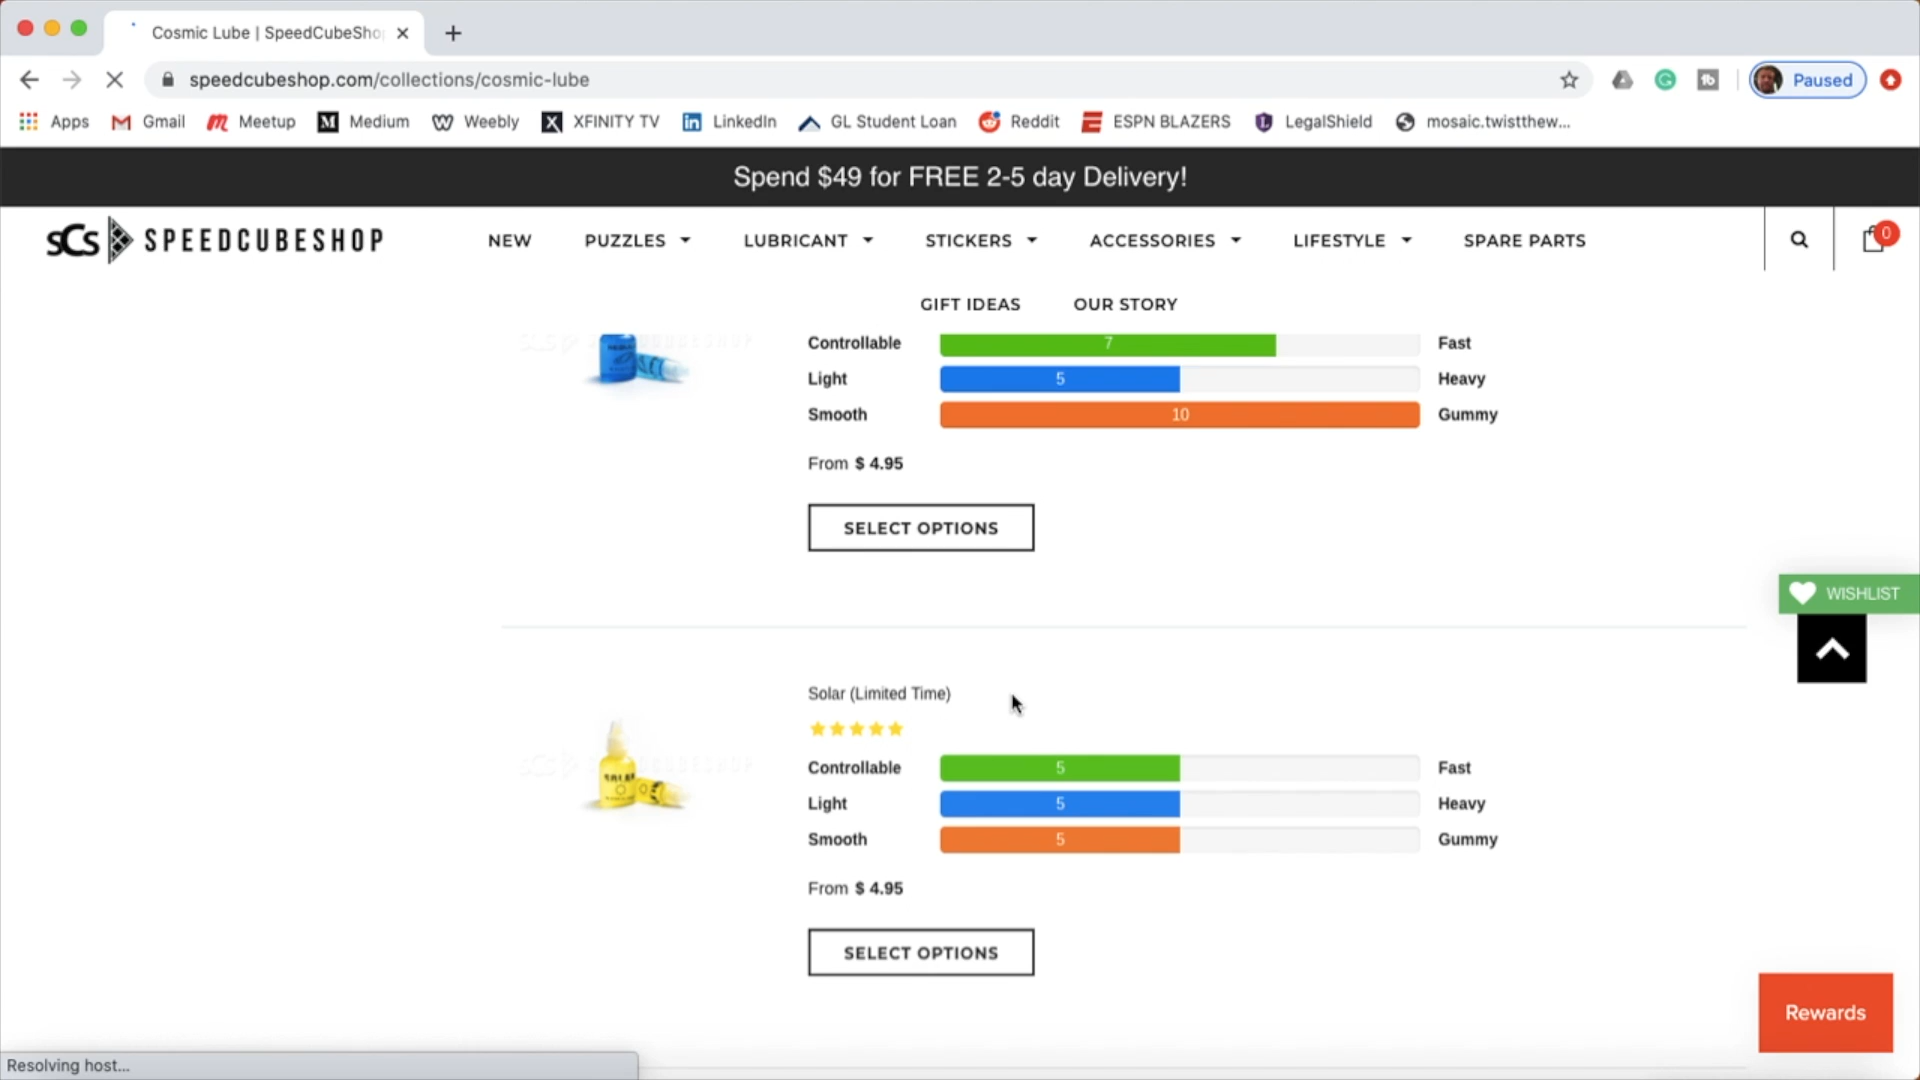 Cosmic Lube | SpeedCubeSho
speedcubeshop.com/collections/cosmic-lube
Paused
Apps Gmail Meetup Medium Weebly XFINITY TV LinkedIn GL Student Loan Reddit ESPN BLAZERS LegalShield mosaic.twistthew...
Spend $49 for FREE 2-5 day Delivery!
sCs SPEEDCUBESHOP NEW PUZZLES LUBRICANT STICKERS ACCESSORIES LIFESTYLE SPARE PARTS 0
GIFT IDEAS OUR STORY
Controllable 7 Fast
Light 5 Heavy
Smooth 10 Gummy
From $ 4.95
SELECT OPTIONS
WISHLIST
Solar (Limited Time)
Controllable 5 Fast
Light 5 Heavy
Smooth 5 Gummy
From $ 4.95
SELECT OPTIONS
Rewards
Resolving host...